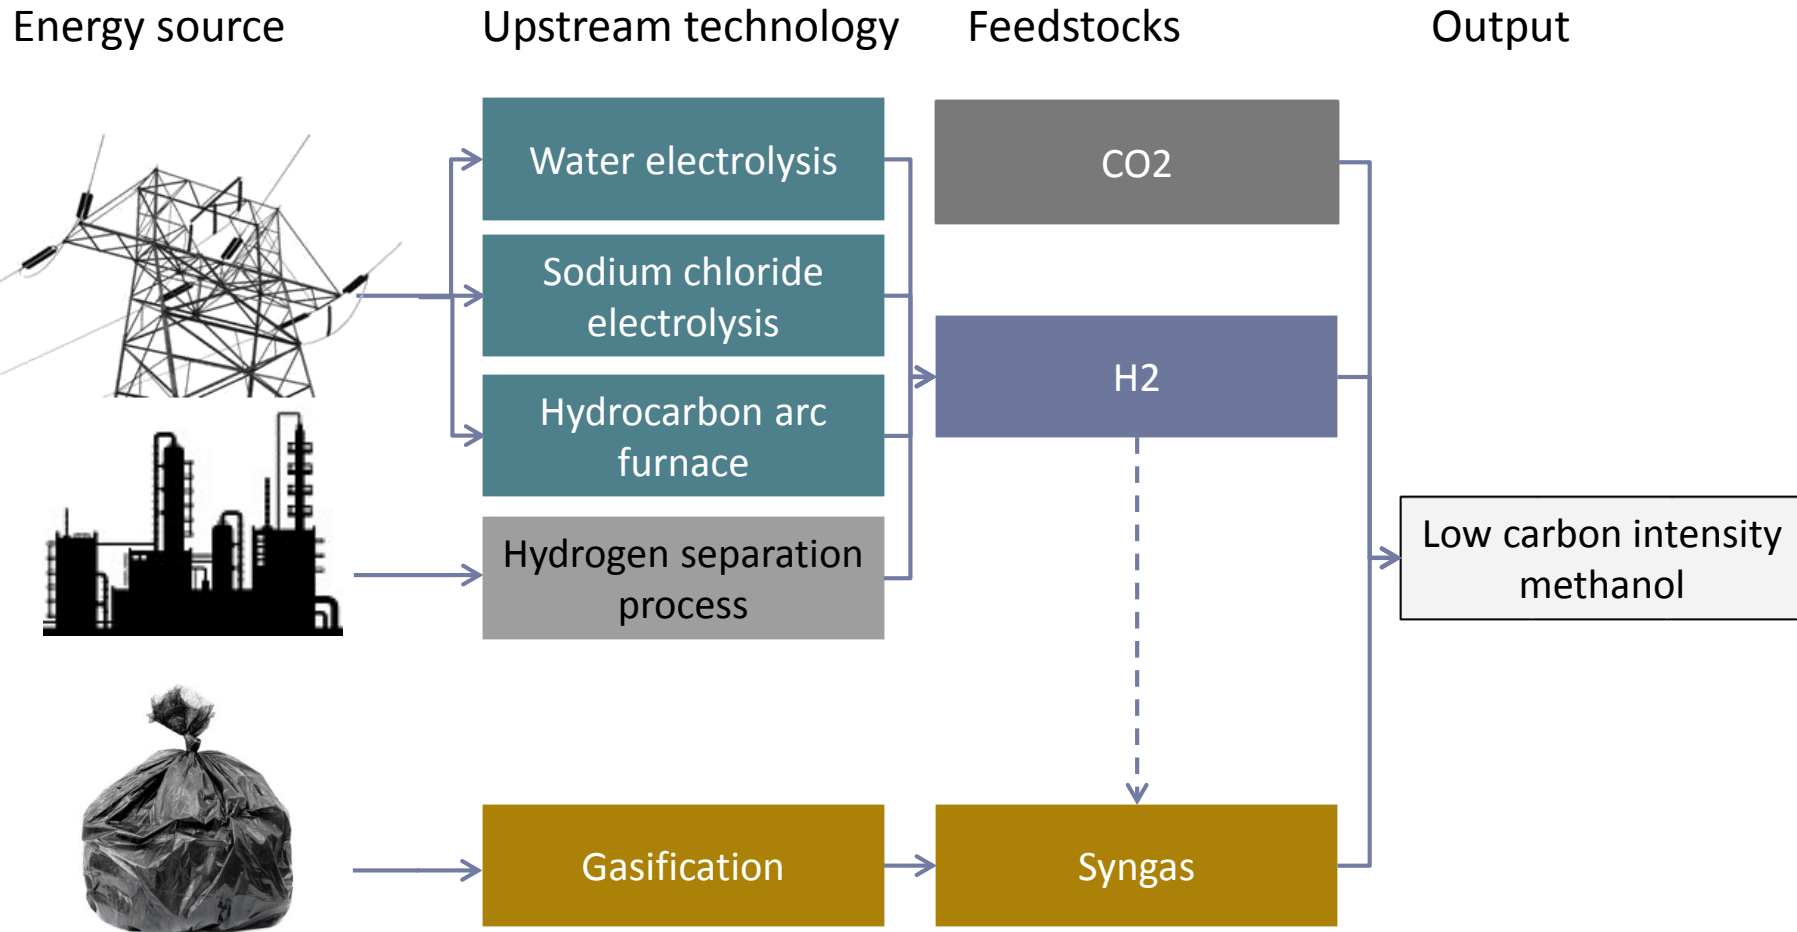 Energy source
Upstream technology
Feedstocks
Output
Water electrolysis
CO2
Sodium chloride
electrolysis
H2
Hydrocarbon arc
furnace
Hydrogen separation
process
Low carbon intensity
methanol
Gasification
Syngas